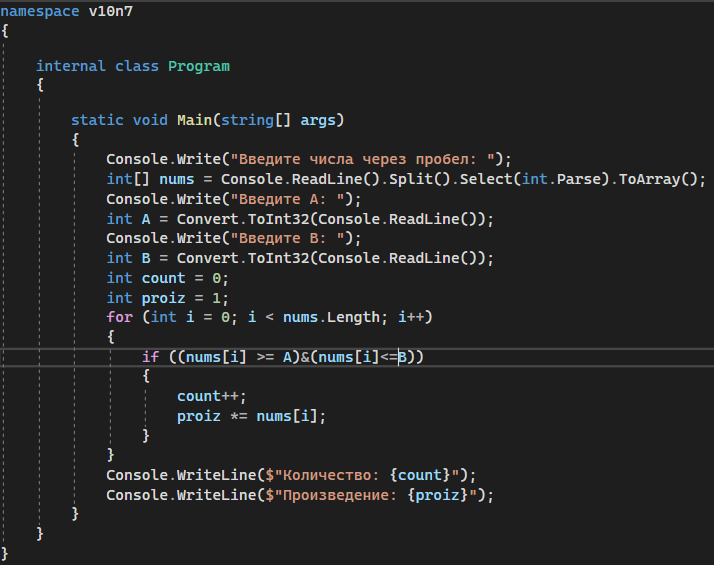 namespace v10n7
{
internal class Program
{
static void Main(string[] args)
{
Console.Write("Введите числа через пробел: ");
int[] nums = Console.ReadLine().Split().Select(int.Parse).ToArray();
Console.Write("Введите A: ");
int A = Convert.ToInt32(Console.ReadLine());
Console.Write("Введите B: ");
int B = Convert.ToInt32(Console.ReadLine());
int count = 0;
int proiz = 1;
for (int i = 0; i < nums.Length; i++)
{
if ((nums[i] >= A)&(nums[i]<=B))
{
count++;
proiz *= nums[i];
}
}
Console.WriteLine($"Количество: {count}");
Console.WriteLine($"Произведение: {proiz}");
}
}
}